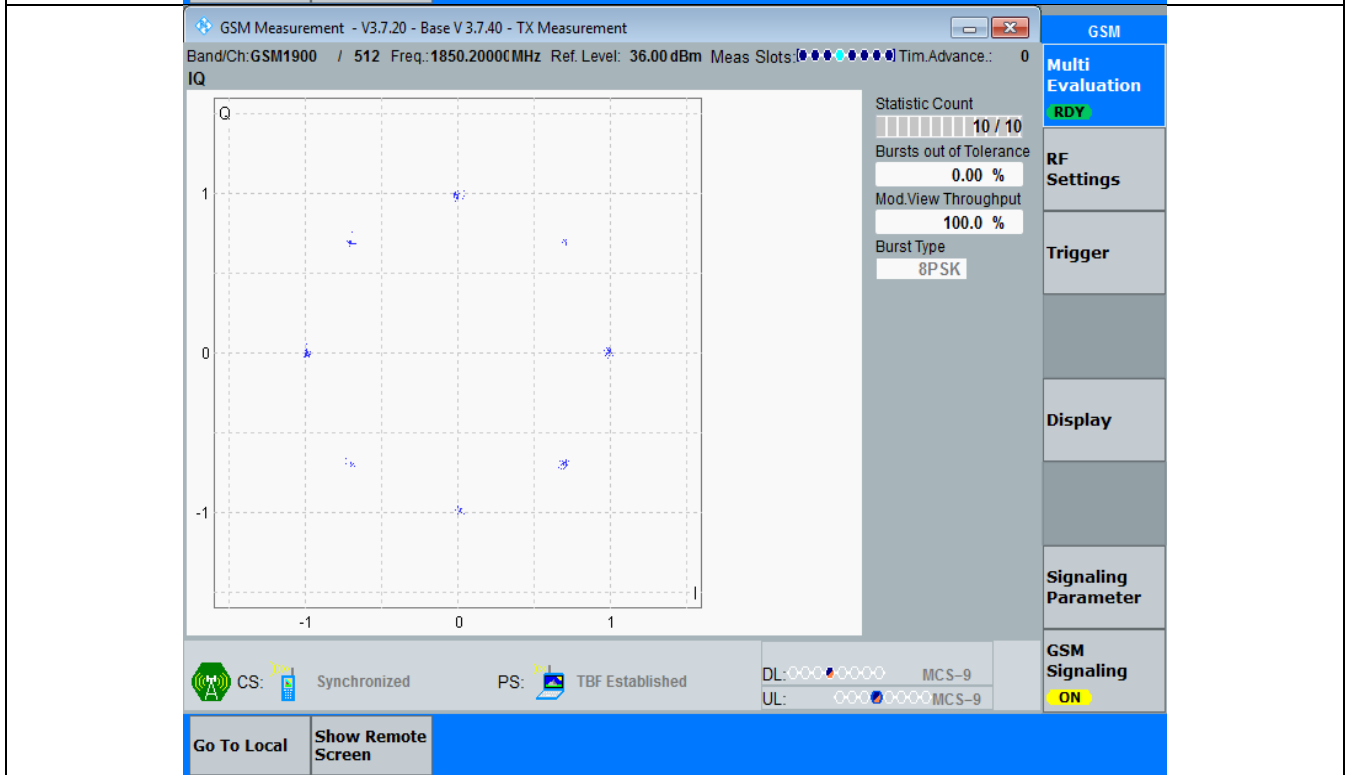 GSM Measurement - V3.7.20 - Base V 3.7.40 - TX Measurement
GSM
Band/Ch: GSM1900 / 512 Freq.: 1850.20000 MHz Ref. Level: 36.00 dBm Meas Slots: Tim.Advance.: 0
IQ
Multi
Evaluation
RDY
Q
Statistic Count
10 / 10
Bursts out of Tolerance
0.00 %
Mod.View Throughput
100.0 %
Burst Type
8PSK
RF
Settings
Trigger
Display
1
0
-1
I
-1 0 1
Signaling
Parameter
GSM
Signaling
ON
CS: Synchronized PS: TBF Established
DL: MCS-9
UL: MCS-9
Go To Local
Show Remote
Screen